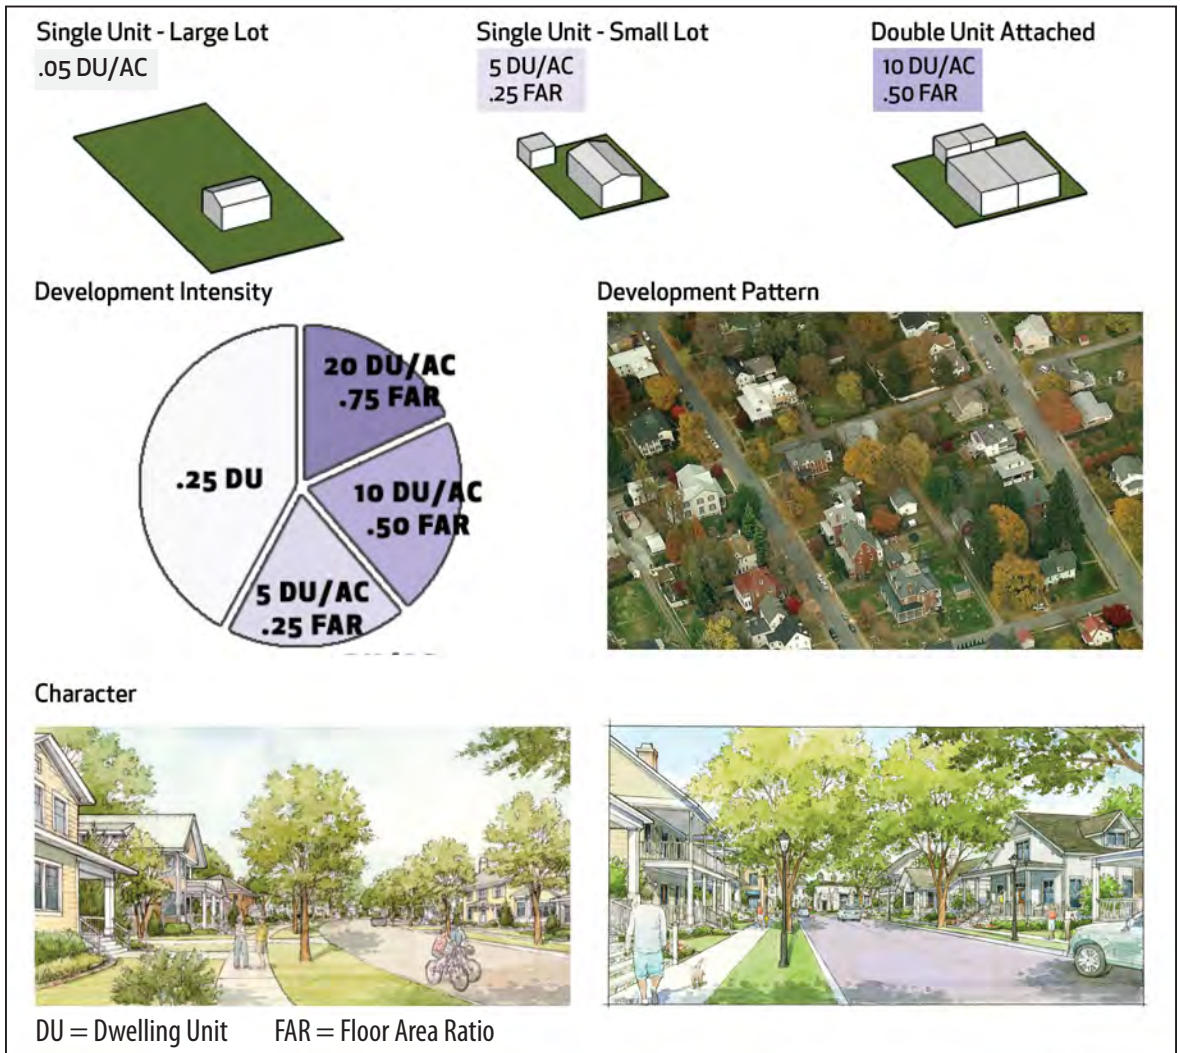 Single Unit - Large Lot
.05 DU/AC
Single Unit - Small Lot
5 DU/AC
.25 FAR
Double Unit Attached
10 DU/AC
.50 FAR
Development Intensity
20 DU/AC
.75 FAR
10 DU/AC
.50 FAR
5 DU/AC
.25 FAR
.25 DU
Development Pattern
Character
DU = Dwelling Unit FAR = Floor Area Ratio